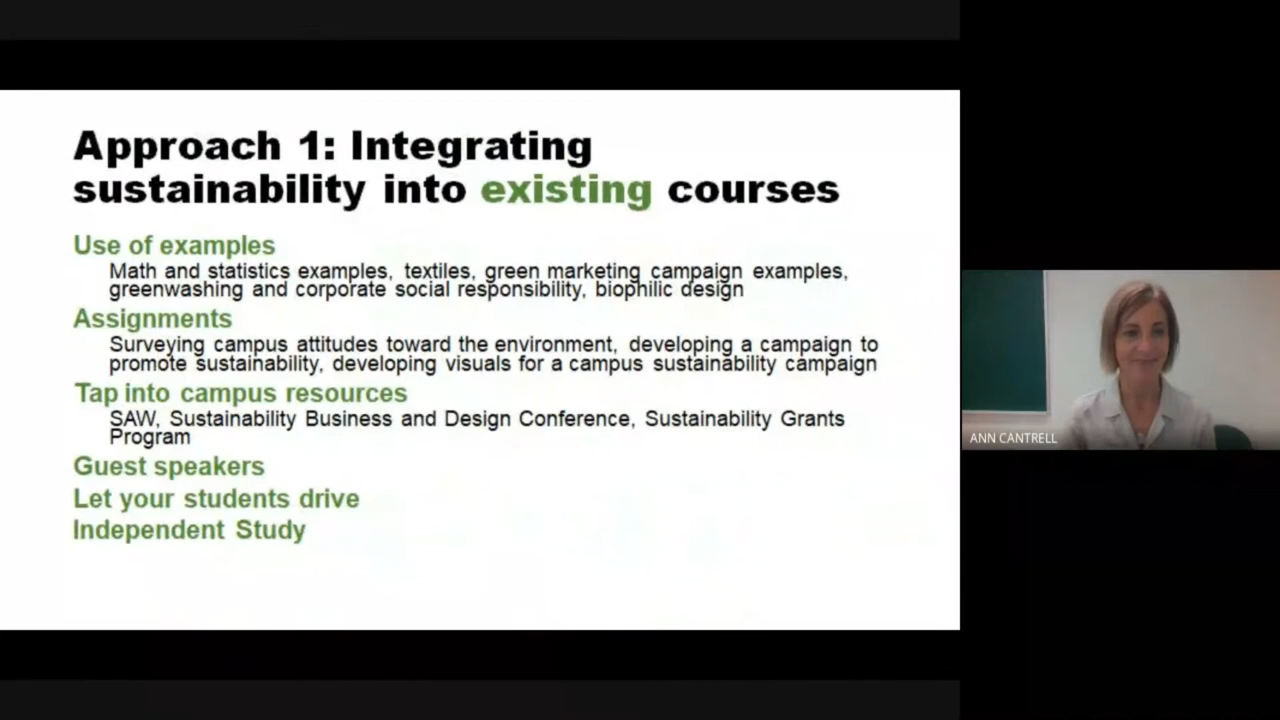 Approach 1: Integrating
sustainability into existing courses
Use of examples
Math and statistics examples, textiles, green marketing campaign examples,
greenwashing and corporate social responsibility, biophilic design
Assignments
Surveying campus attitudes toward the environment, developing a campaign to
promote sustainability, developing visuals for a campus sustainability campaign
Tap into campus resources
SAW, Sustainability Business and Design Conference, Sustainability Grants
Program
Guest speakers
Let your students drive
Independent Study
ANN CANTRELL